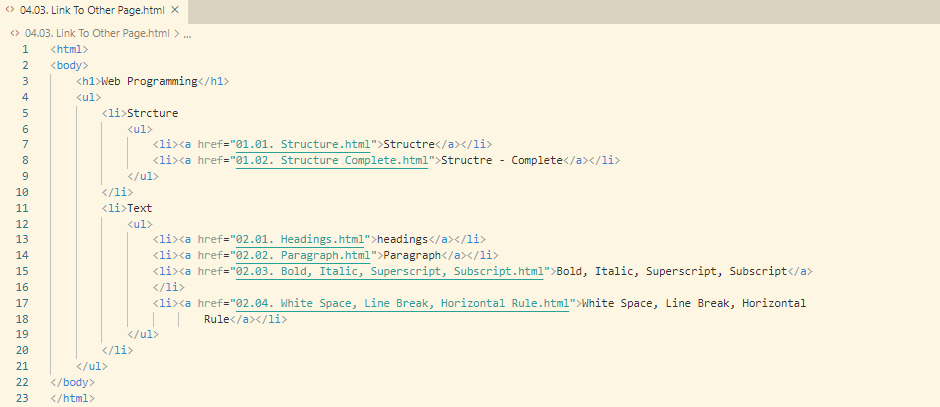 04.03. Link To Other Page.html ×
04.03. Link To Other Page.html > ...
1 <html>
2 <body>
3 <h1>Web Programming</h1>
4 <ul>
5 <li>Strcture
6 <ul>
7 <li><a href="01.01. Structure.html">Structre</a></li>
8 <li><a href="01.02. Structure Complete.html">Structre - Complete</a></li>
9 </ul>
10 </li>
11 <li>Text
12 <ul>
13 <li><a href="02.01. Headings.html">headings</a></li>
14 <li><a href="02.02. Paragraph.html">Paragraph</a></li>
15 <li><a href="02.03. Bold, Italic, Superscript, Subscript.html">Bold, Italic, Superscript, Subscript</a>
16 </li>
17 <li><a href="02.04. White Space, Line Break, Horizontal Rule.html">White Space, Line Break, Horizontal
18 Rule</a></li>
19 </ul>
20 </li>
21 </ul>
22 </body>
23 </html>